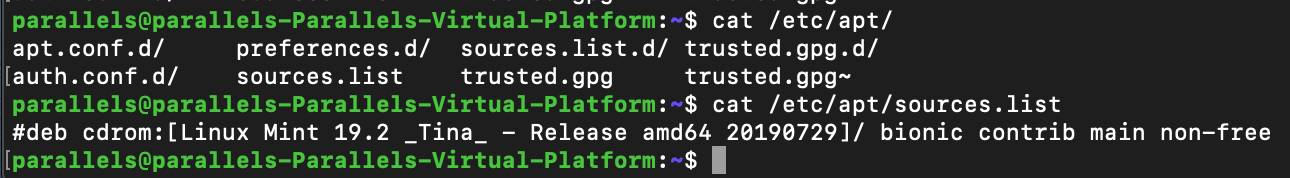 parallels@parallels-Parallels-Virtual-Platform:~$ cat /etc/apt/
apt.conf.d/     preferences.d/  sources.list.d/ trusted.gpg.d/
auth.conf.d/    sources.list    trusted.gpg     trusted.gpg~
parallels@parallels-Parallels-Virtual-Platform:~$ cat /etc/apt/sources.list
#deb cdrom:[Linux Mint 19.2 _Tina_ - Release amd64 20190729]/ bionic contrib main non-free
parallels@parallels-Parallels-Virtual-Platform:~$